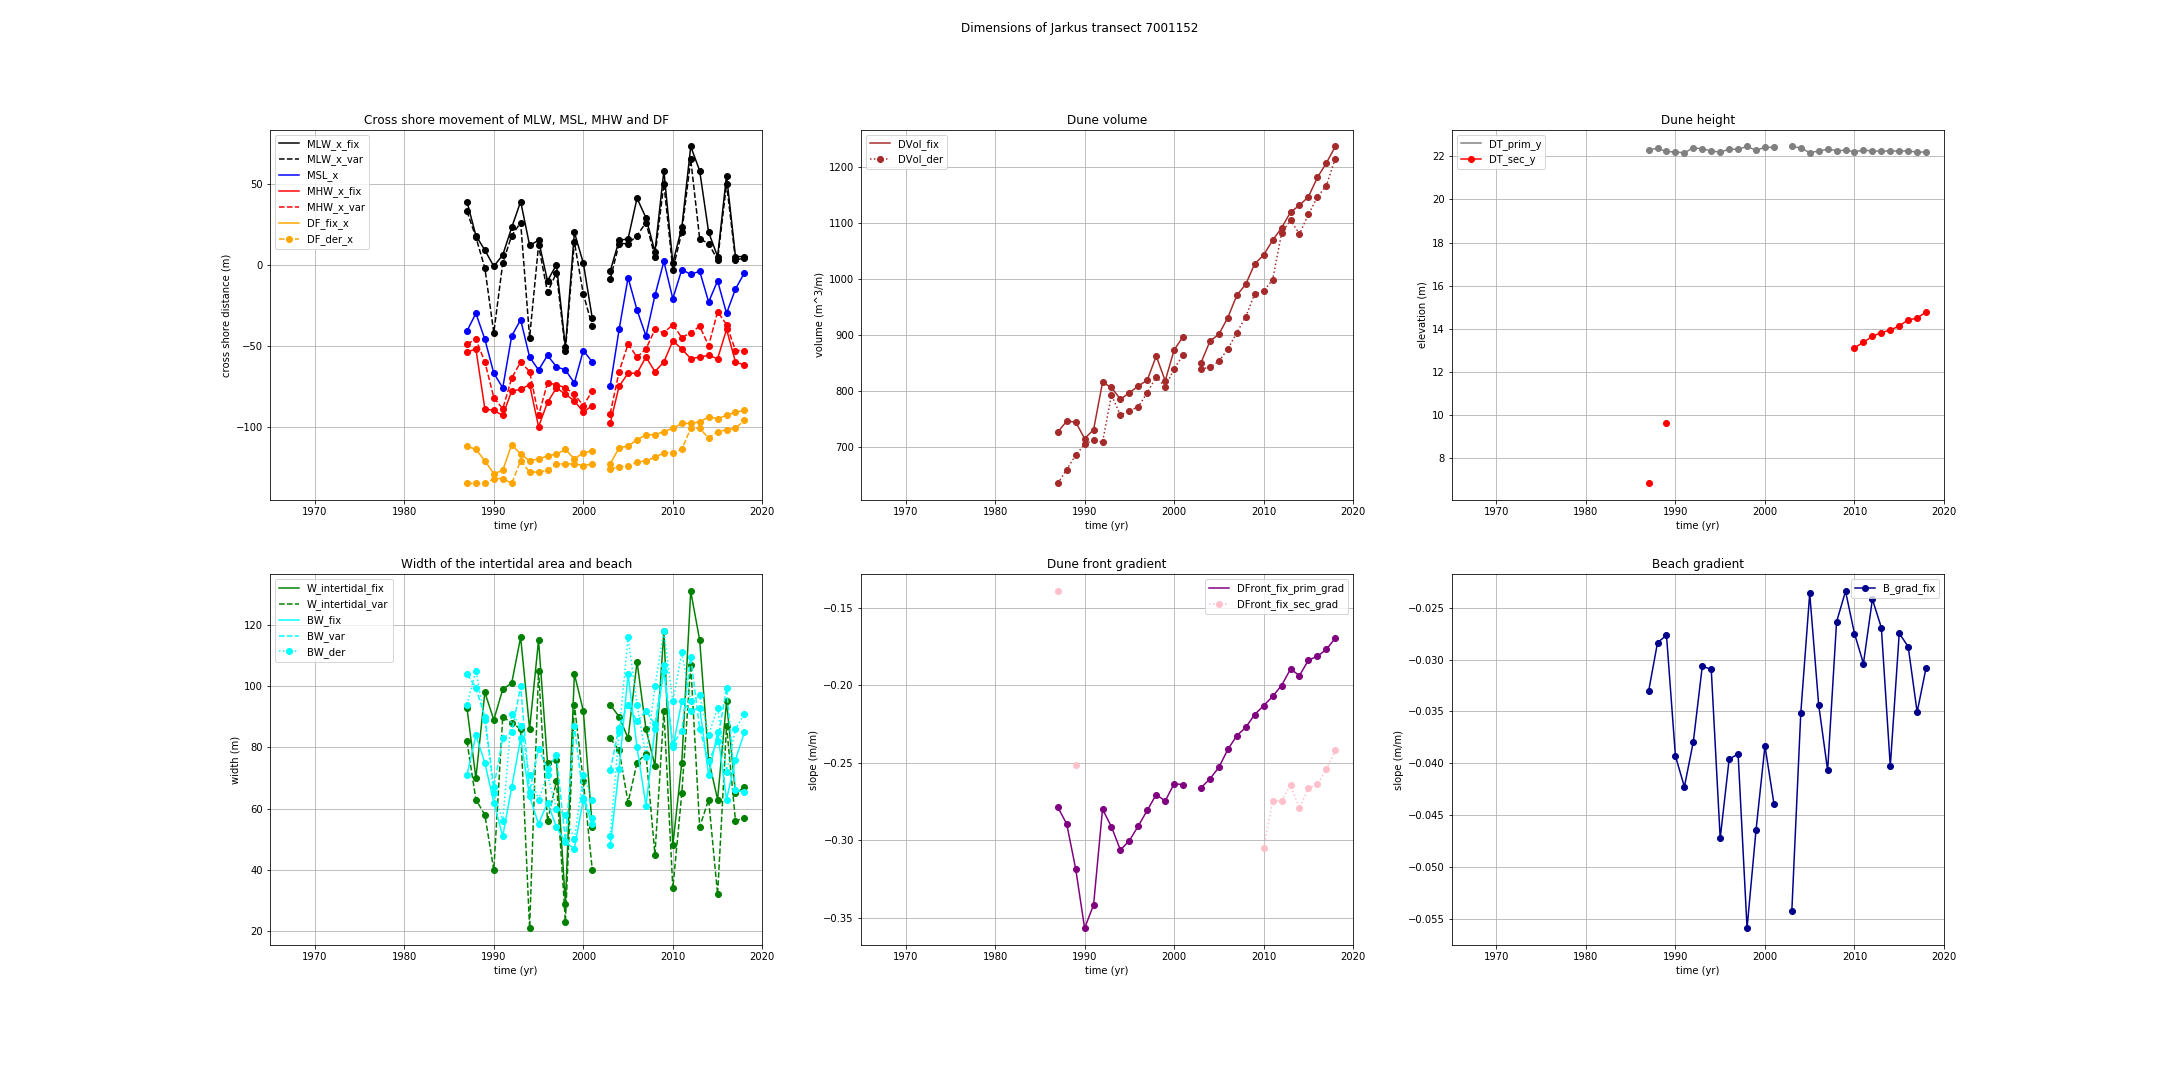 Dimensions of Jarkus transect 7001152
Cross shore movement of MLW, MSL, MHW and DF
MLW_x_fix
MLW_x_var
MSL_x
MHW_x_fix
MHW_x_var
DF_fix_x
DF_der_x
50
0
−50
−100
cross shore distance (m)
1970 1980 1990 2000 2010 2020
time (yr)
Dune volume
DVol_fix
DVol_der
1200
1100
1000
900
800
700
volume (m^3/m)
1970 1980 1990 2000 2010 2020
time (yr)
Dune height
DT_prim_y
DT_sec_y
22
20
18
16
14
12
10
8
elevation (m)
1970 1980 1990 2000 2010 2020
time (yr)
Width of the intertidal area and beach
W_intertidal_fix
W_intertidal_var
BW_fix
BW_var
BW_der
120
100
80
60
40
20
width (m)
1970 1980 1990 2000 2010 2020
time (yr)
Dune front gradient
DFront_fix_prim_grad
DFront_fix_sec_grad
−0.15
−0.20
−0.25
−0.30
−0.35
slope (m/m)
1970 1980 1990 2000 2010 2020
time (yr)
Beach gradient
B_grad_fix
−0.025
−0.030
−0.035
−0.040
−0.045
−0.050
−0.055
slope (m/m)
1970 1980 1990 2000 2010 2020
time (yr)